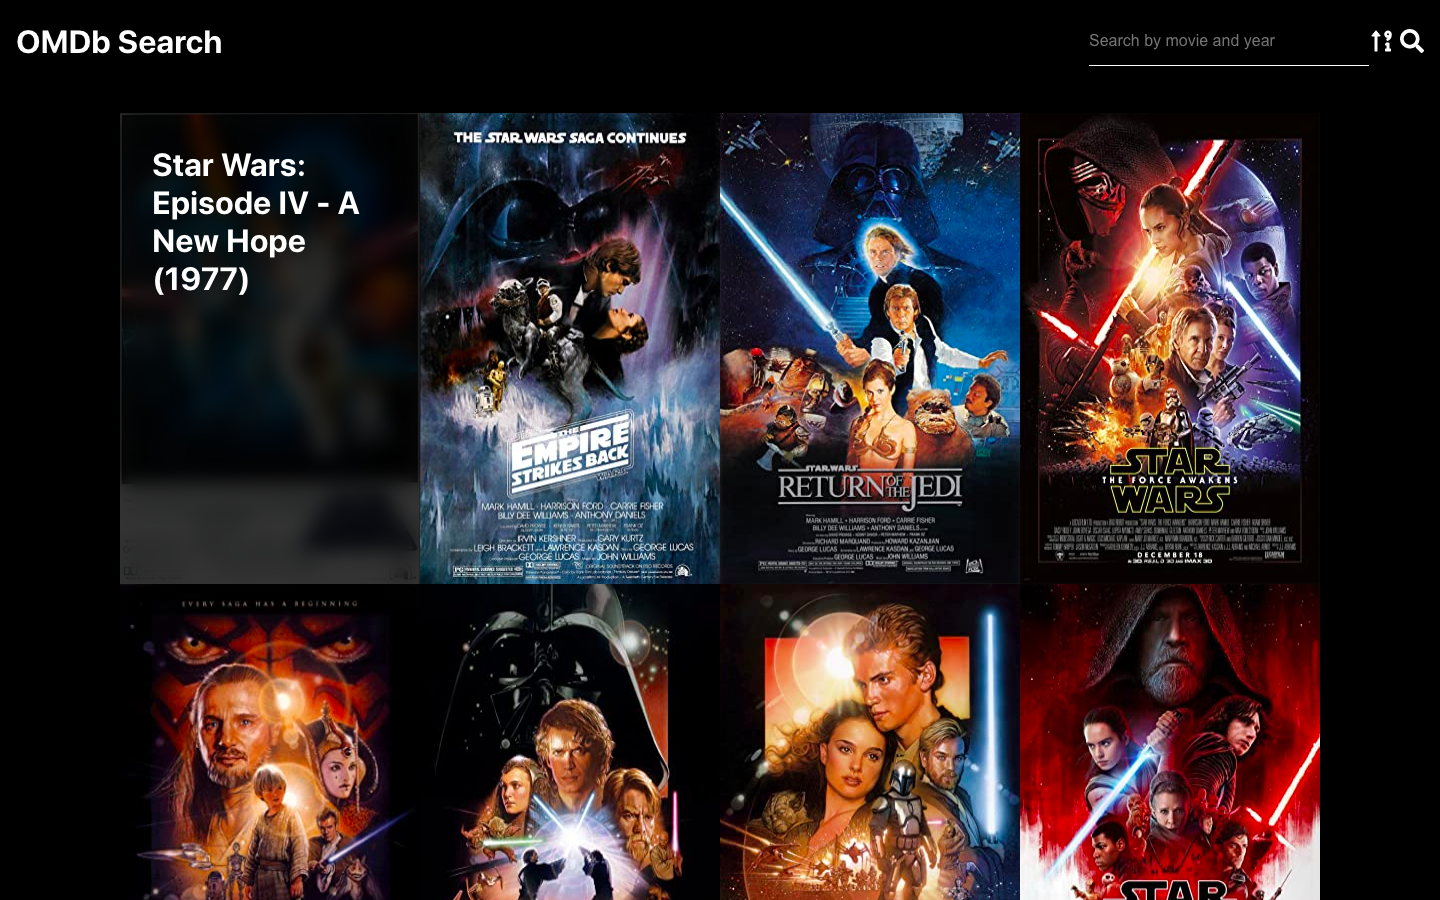 OMDb Search
Search by movie and year
Star Wars:
Episode IV - A
New Hope
(1977)
THE STAR WARS SAGA CONTINUES
THE
EMPIRE
STRIKES BACK
MARK HAMILL · HARRISON FORD · CARRIE FISHER
BILLY DEE WILLIAMS · ANTHONY DANIELS
IRVIN KERSHNER GARY KURTZ
LEIGH BRACKETT LAWRENCE KASDAN GEORGE LUCAS
GEORGE LUCAS JOHN WILLIAMS
STAR WARS
RETURN OF THE JEDI
MARK HAMILL · HARRISON FORD · CARRIE FISHER
BILLY DEE WILLIAMS · ANTHONY DANIELS
RICHARD MARQUAND HOWARD KAZANJIAN
GEORGE LUCAS LAWRENCE KASDAN GEORGE LUCAS
GEORGE LUCAS JOHN WILLIAMS
STAR
THE FORCE AWAKENS
WARS
DECEMBER 18
IN 3D, REAL D 3D AND IMAX 3D
EVERY SAGA HAS A BEGINNING
STAR